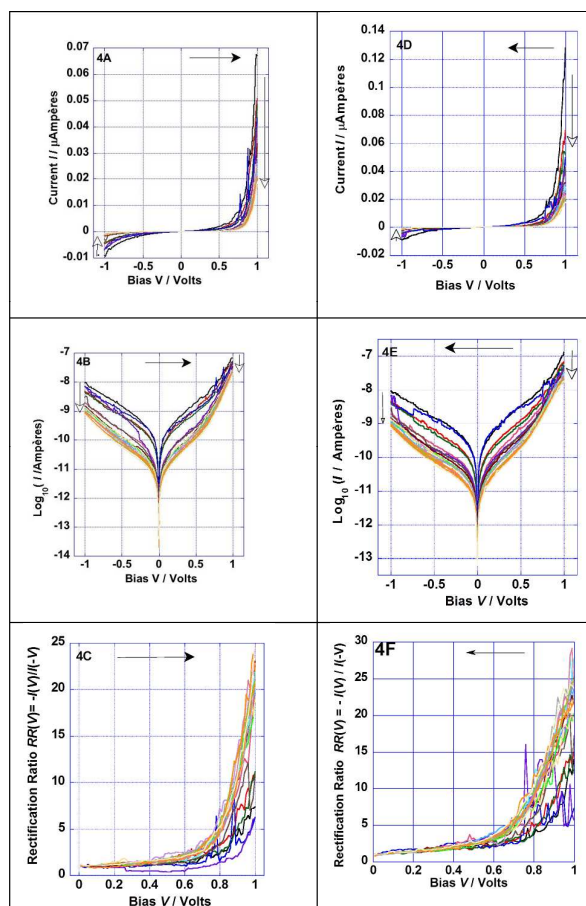 4A
0.07
0.06
0.05
0.04
0.03
0.02
0.01
0
-0.01
Current I / µAmpères
-1 -0.5 0 0.5 1
Bias V / Volts
4D
0.14
0.12
0.1
0.08
0.06
0.04
0.02
0
-0.02
Current I / µAmpères
-1 -0.5 0 0.5 1
Bias V / Volts
4B
-7
-8
-9
-10
-11
-12
-13
-14
Log10(I /Ampères)
-1 -0.5 0 0.5 1
Bias V / Volts
4E
-7
-8
-9
-10
-11
-12
-13
Log10 (I / Ampères)
-1 -0.5 0 0.5 1
Bias V / Volts
4C
25
20
15
10
5
0
Rectification Ratio RR(V)= -I(V)/I(-V)
0 0.2 0.4 0.6 0.8 1
Bias V / Volts
4F
30
25
20
15
10
5
0
Rectification Ratio RR(V) = - I(V) / I(-V)
0 0.2 0.4 0.6 0.8 1
Bias V / Volts